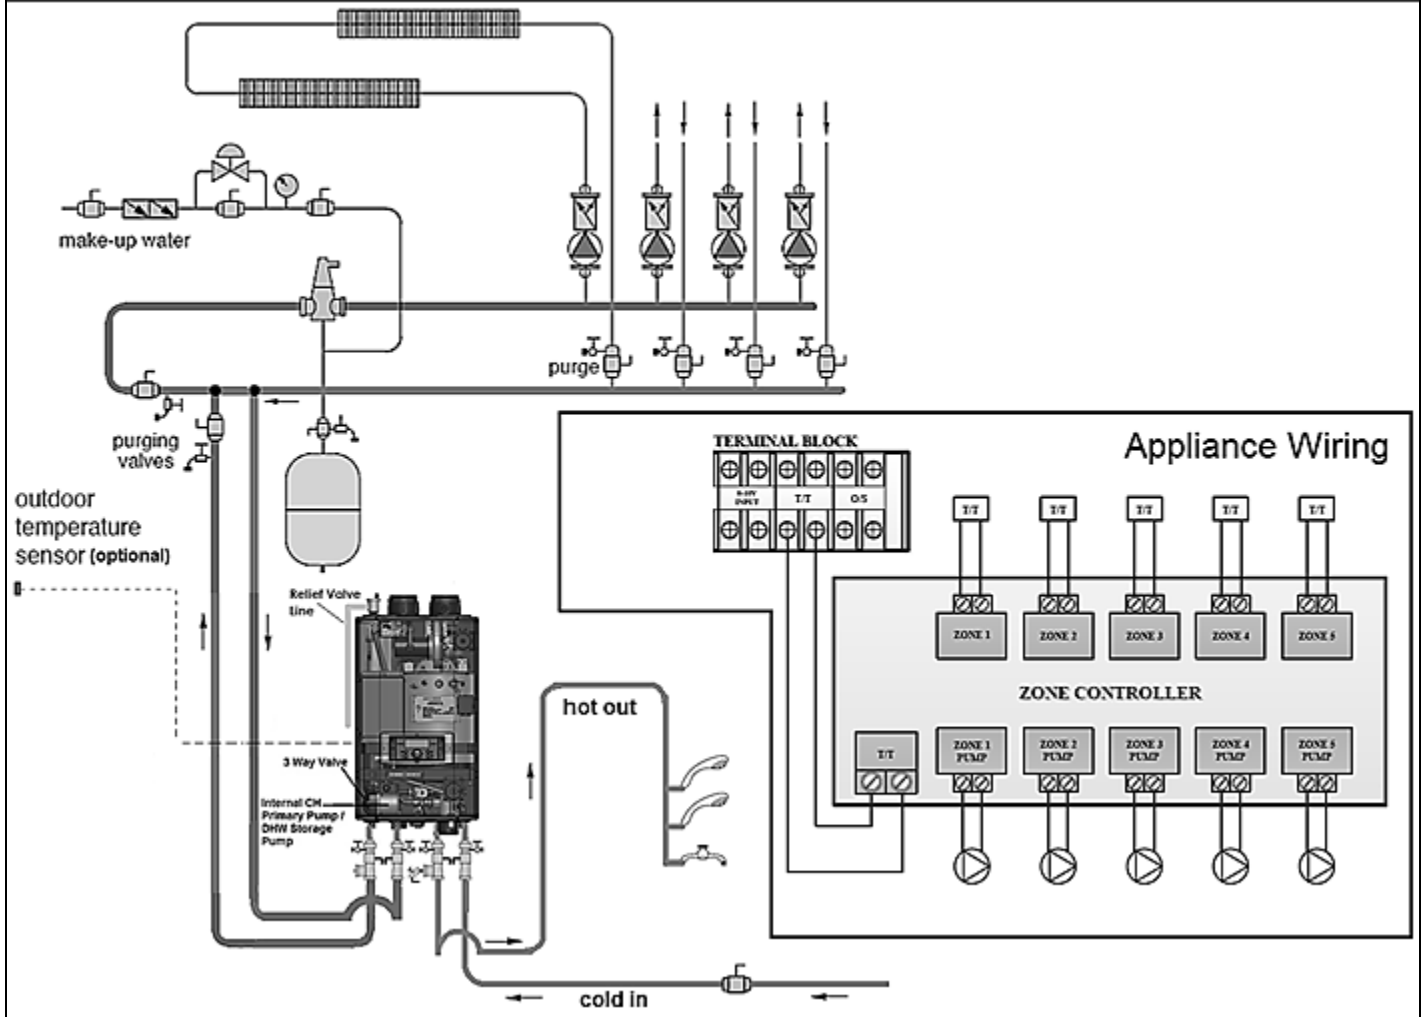 make-up water
purge
purging
valves
outdoor
temperature
sensor (optional)
Relief Valve
Line
3 Way Valve
Internal CH
Primary Pump /
DHW Storage
Pump
hot out
cold in
Appliance Wiring
TERMINAL BLOCK
0-10V
INPUT
T/T
O/S
T/T
T/T
T/T
T/T
T/T
ZONE 1
ZONE 2
ZONE 3
ZONE 4
ZONE 5
ZONE CONTROLLER
T/T
ZONE 1
PUMP
ZONE 2
PUMP
ZONE 3
PUMP
ZONE 4
PUMP
ZONE 5
PUMP